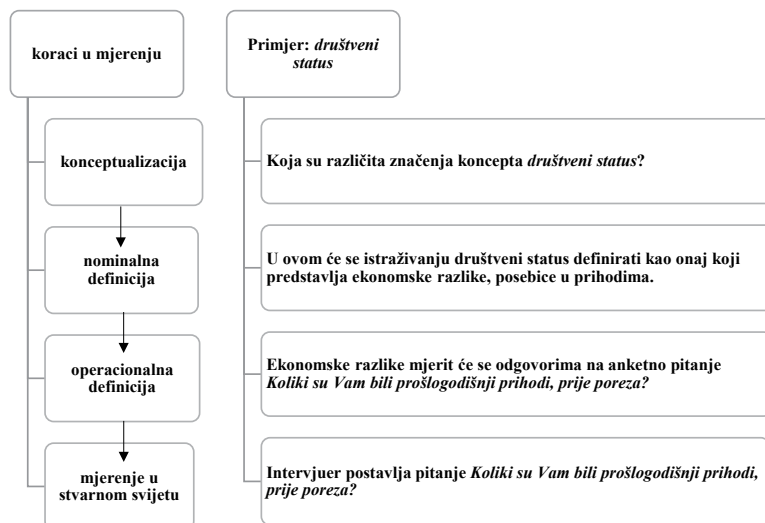 koraci u mjerenju
Primjer: društveni
status
konceptualizacija
Koja su različita značenja koncepta društveni status?
nominalna
definicija
U ovom će se istraživanju društveni status definirati kao onaj koji
predstavlja ekonomske razlike, posebice u prihodima.
operacionalna
definicija
Ekonomske razlike mjerit će se odgovorima na anketno pitanje
Koliki su Vam bili prošlogodišnji prihodi, prije poreza?
mjerenje u
stvarnom svijetu
Intervjuer postavlja pitanje Koliki su Vam bili prošlogodišnji prihodi,
prije poreza?